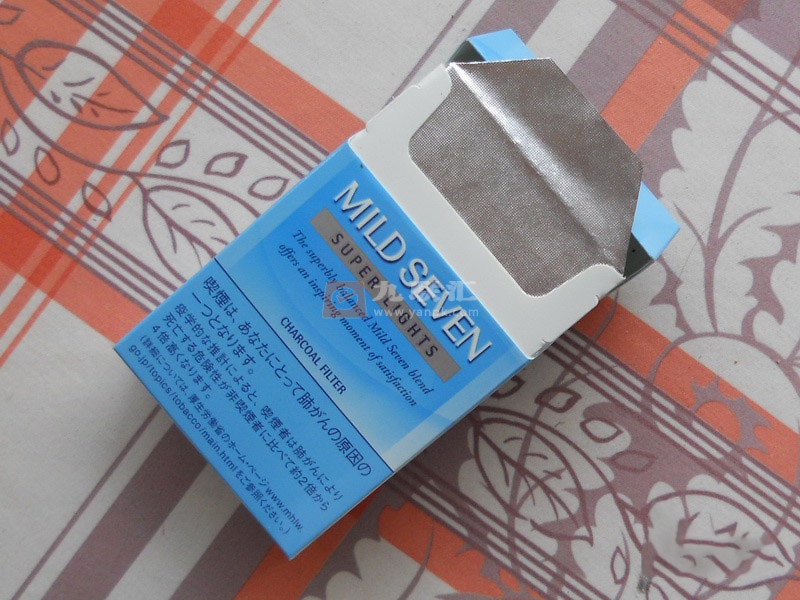 MILD SEVEN
SUPER LIGHTS
The superbly balanced Mild Seven blend
offers an inspiring moment of satisfaction
CHARCOAL FILTER
喫煙は、あなたにとって肺がんの原因の
一つとなります。
疫学的な推計によると、喫煙者は肺がんにより
死亡する危険性が非喫煙者に比べて約2倍から
4倍高くなります。
(詳細については、厚生労働省のホーム・ページwww.mhlw.
go.jp/topics/tobacco/main.htmlをご参照ください。)